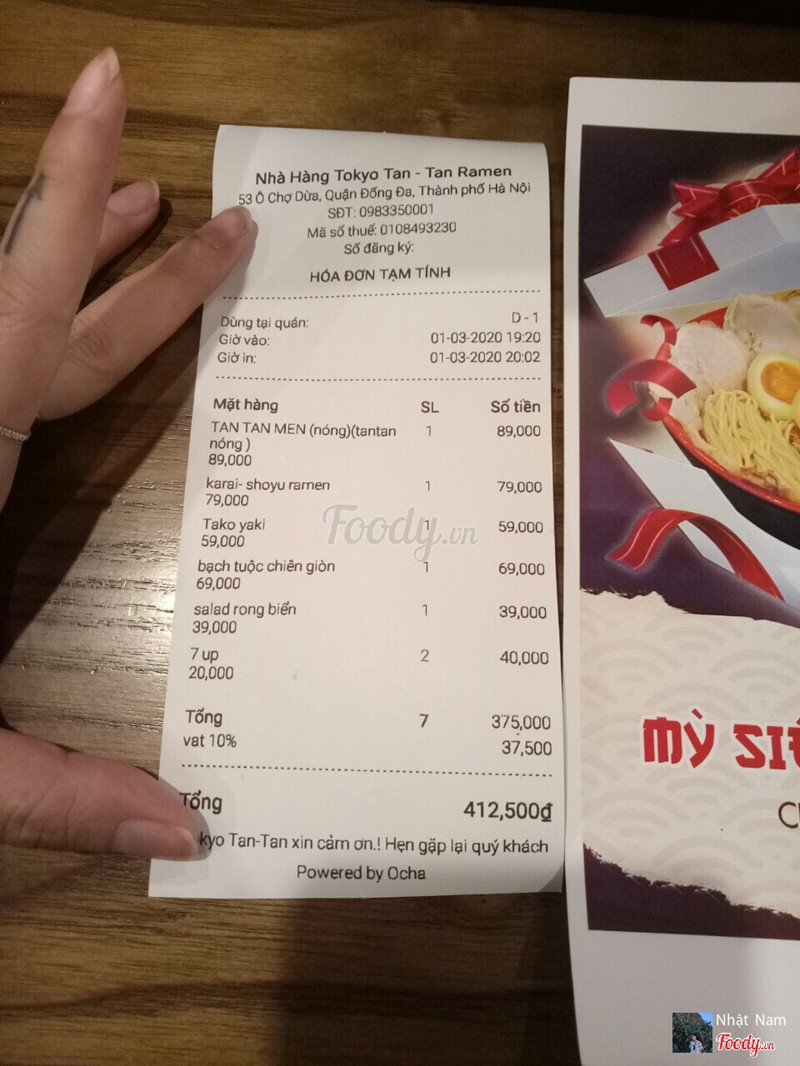 Nhà Hàng Tokyo Tan - Tan Ramen
53 Ô Chợ Dừa, Quận Đống Đa, Thành phố Hà Nội
SĐT: 0983350001
Mã số thuế: 0108493230
Số đăng ký:
HÓA ĐƠN TẠM TÍNH
Dùng tại quán: D - 1
Giờ vào: 01-03-2020 19:20
Giờ in: 01-03-2020 20:02
Mặt hàng SL Số tiền
TAN TAN MEN (nóng)(tantan 1 89,000
nóng )
89,000
karai- shoyu ramen 1 79,000
79,000
Tako yaki 1 59,000
59,000
bạch tuộc chiên giòn 1 69,000
69,000
salad rong biển 1 39,000
39,000
7 up 2 40,000
20,000
Tổng 7 375,000
vat 10% 37,500
Tổng 412,500₫
kyo Tan-Tan xin cảm ơn.! Hẹn gặp lại quý khách
Powered by Ocha
Foody.vn
MỲ
Nhật Nam
Foody.vn